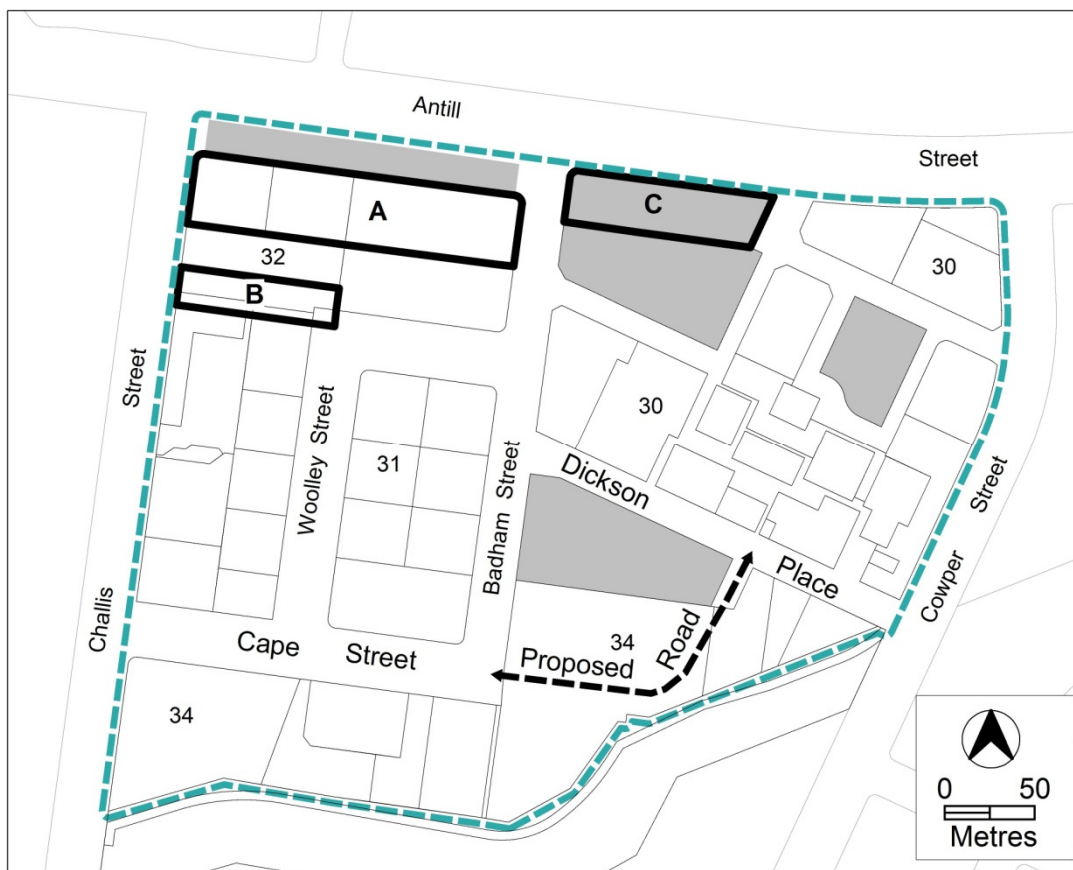 Antill
Street
A
C
32
30
B
Street
Woolley Street
31
30
Badham Street
Dickson
Street
Place
Cowper
Challis
Cape Street
34
Proposed
Road
34
0 50
Metres